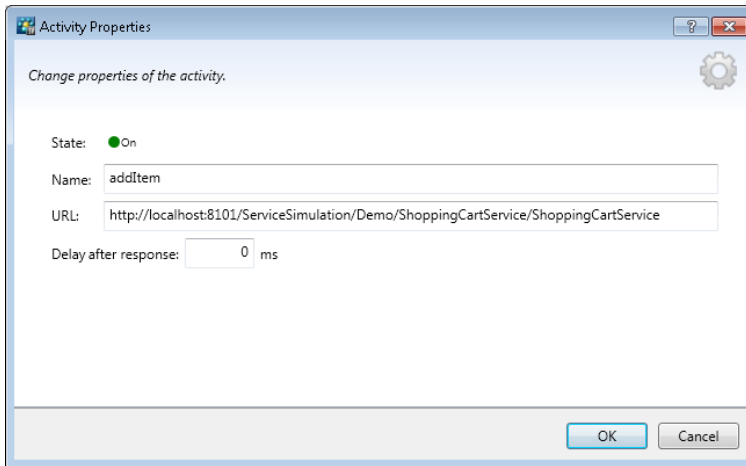 Activity Properties
?
Change properties of the activity.
State: On
Name: addItem
URL: http://localhost:8101/ServiceSimulation/Demo/ShoppingCartService/ShoppingCartService
Delay after response: 0 ms
OK Cancel